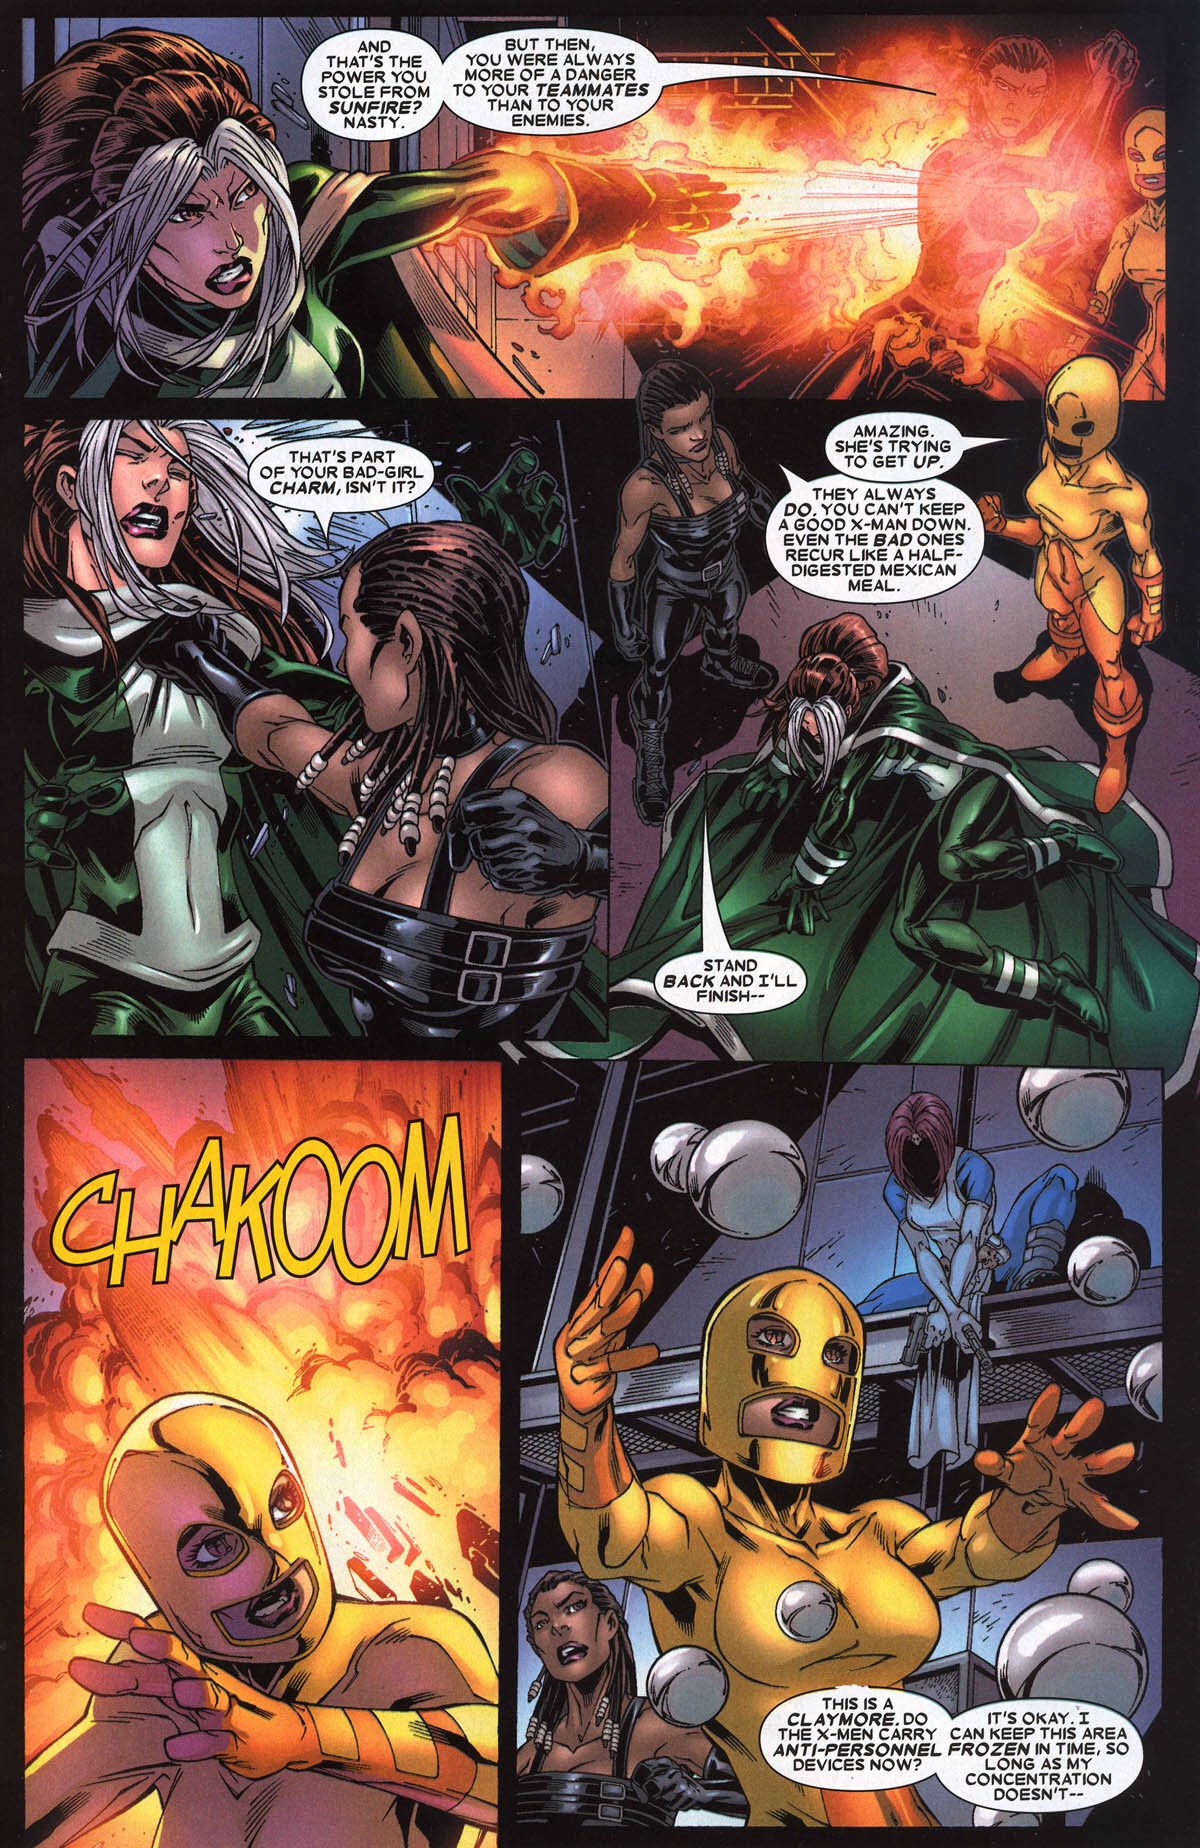 AND
THAT'S THE
POWER YOU
STOLE FROM
SUNFIRE?
NASTY.
BUT THEN,
YOU WERE ALWAYS
MORE OF A DANGER
TO YOUR TEAMMATES
THAN TO YOUR
ENEMIES.
THAT'S PART
OF YOUR BAD-GIRL
CHARM, ISN'T IT?
AMAZING.
SHE'S TRYING
TO GET UP.
THEY ALWAYS
DO. YOU CAN'T KEEP
A GOOD X-MAN DOWN.
EVEN THE BAD ONES
RECUR LIKE A HALF-
DIGESTED MEXICAN
MEAL.
STAND
BACK AND I'LL
FINISH--
CHAKOOM
THIS IS A
CLAYMORE. DO
THE X-MEN CARRY
ANTI-PERSONNEL
DEVICES NOW?
IT'S OKAY. I
CAN KEEP THIS AREA
FROZEN IN TIME, SO
LONG AS MY
CONCENTRATION
DOESN'T--